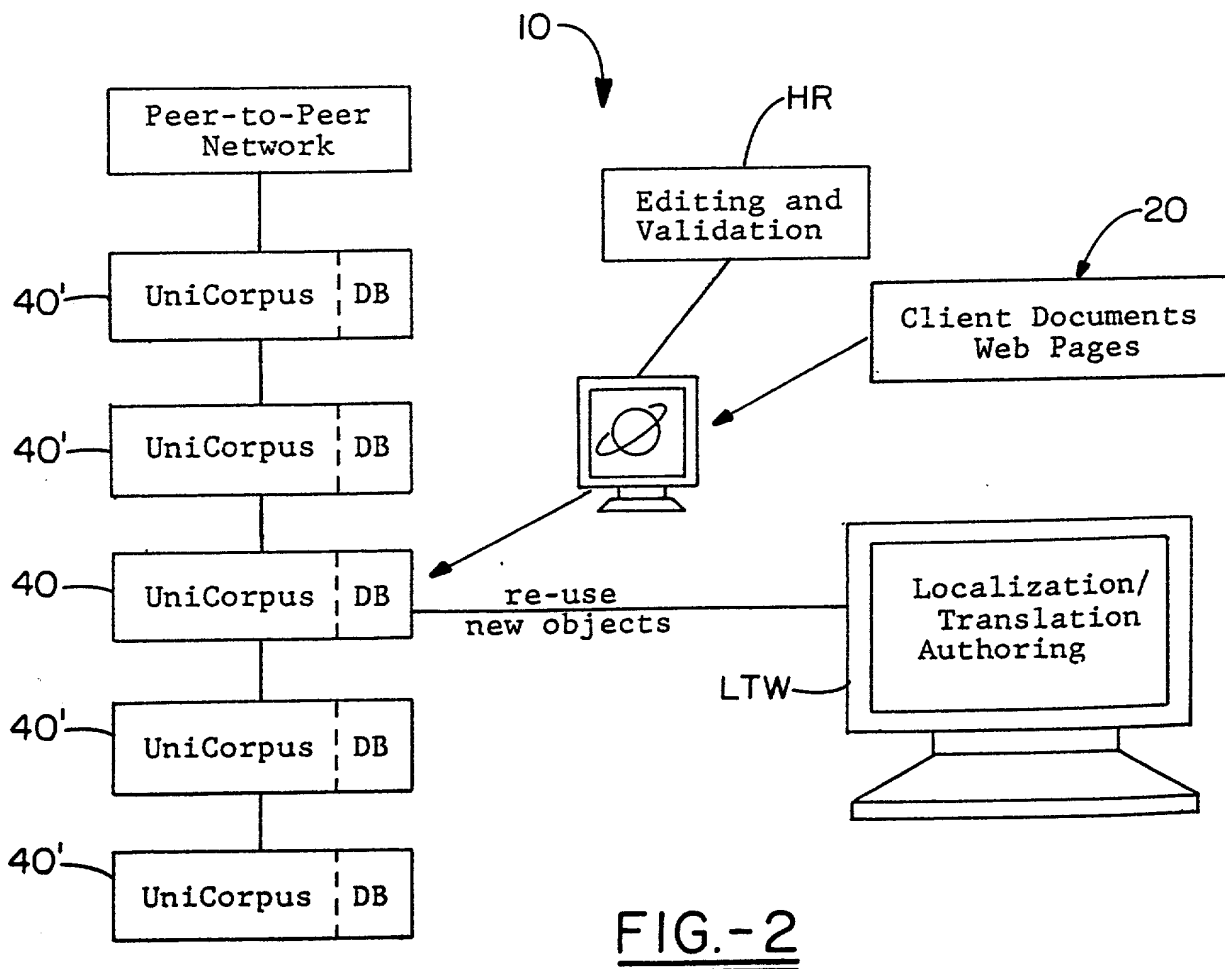 10
Peer-to-Peer
Network
HR
Editing and
Validation
20
Client Documents
Web Pages
40'
UniCorpus
DB
40'
UniCorpus
DB
40
UniCorpus
DB
re-use
new objects
Localization/
Translation
Authoring
LTW
40'
UniCorpus
DB
40'
UniCorpus
DB
FIG.-2